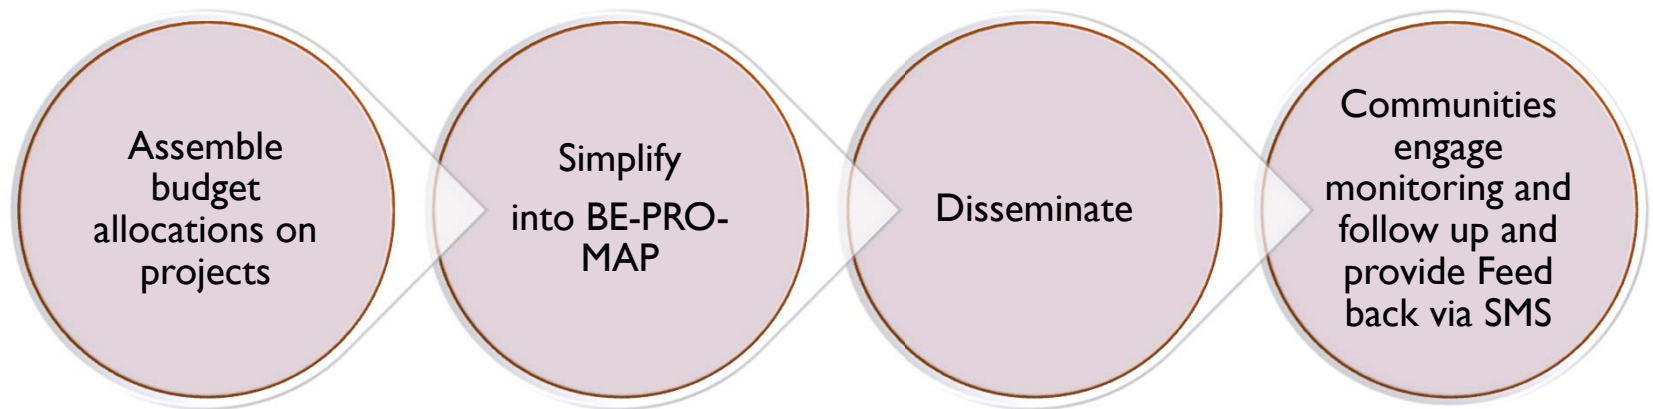 Assemble
budget
allocations on
projects
Simplify
into BE-PRO-
MAP
Disseminate
Communities
engage
monitoring and
follow up and
provide Feed
back via SMS